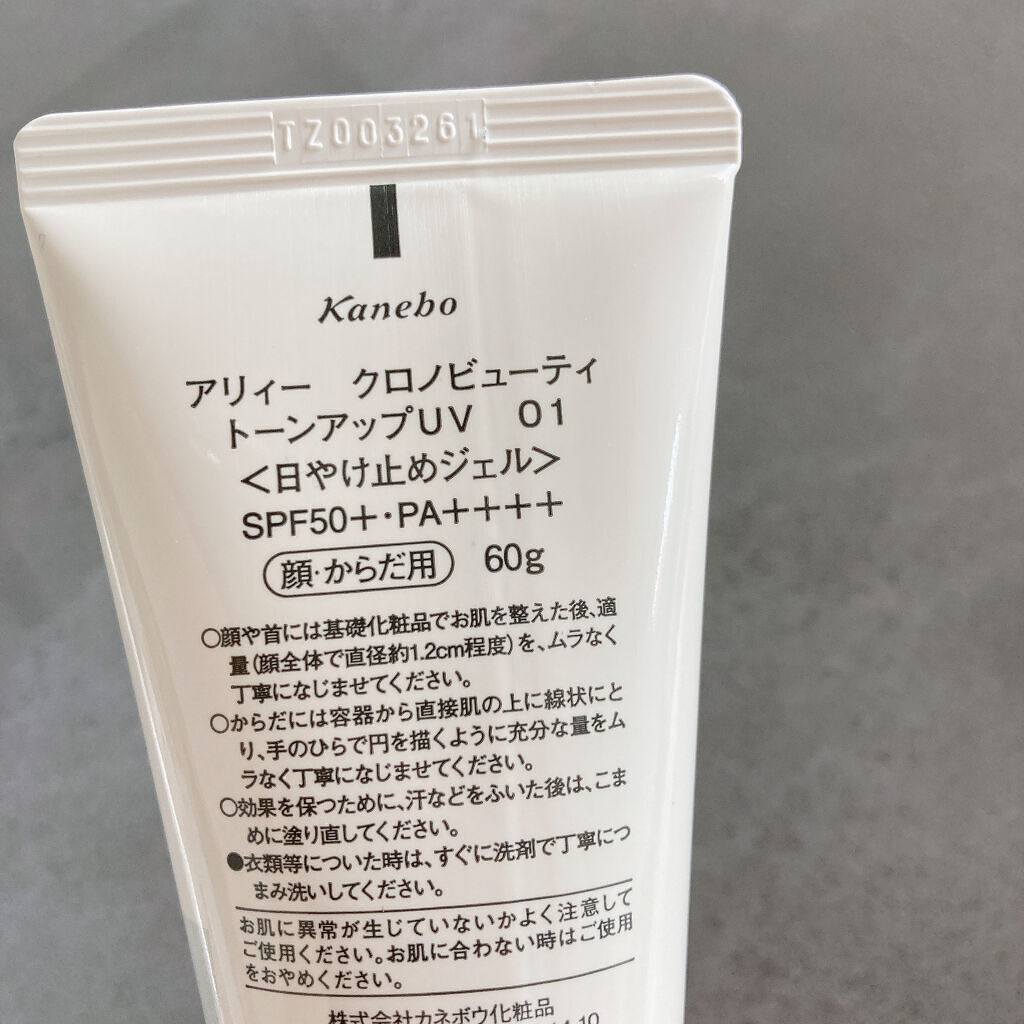 TZ003261
Kanebo
アリィー　クロノビューティ
トーンアップUV　01
<日やけ止めジェル>
SPF50+・PA++++
顔・からだ用　60g
○顔や首には基礎化粧品でお肌を整えた後、適
量(顔全体で直径約1.2cm程度)を、ムラなく
丁寧になじませてください。
○からだには容器から直接肌の上に線状にと
り、手のひらで円を描くように充分な量をム
ラなく丁寧になじませてください。
○効果を保つために、汗などをふいた後は、こま
めに塗り直してください。
●衣類等についた時は、すぐに洗剤で丁寧につ
まみ洗いしてください。
お肌に異常が生じていないかよく注意して
ご使用ください。お肌に合わない時はご使用
をおやめください。
株式会社カネボウ化粧品